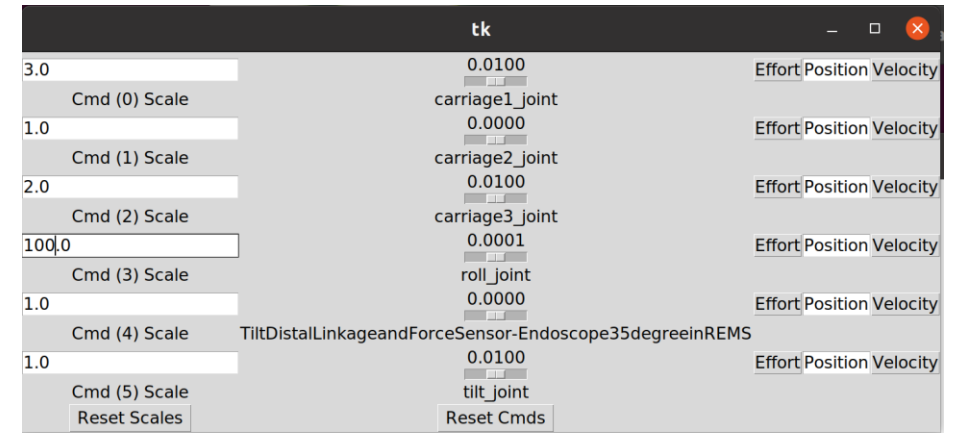 tk
3.0 0.0100 Effort Position Velocity
Cmd (0) Scale carriage1_joint
1.0 0.0000 Effort Position Velocity
Cmd (1) Scale carriage2_joint
2.0 0.0100 Effort Position Velocity
Cmd (2) Scale carriage3_joint
100.0 0.0001 Effort Position Velocity
Cmd (3) Scale roll_joint
1.0 0.0000 Effort Position Velocity
Cmd (4) Scale TiltDistalLinkageandForceSensor-Endoscope35degreeinREMS
1.0 0.0100 Effort Position Velocity
Cmd (5) Scale tilt_joint
Reset Scales Reset Cmds